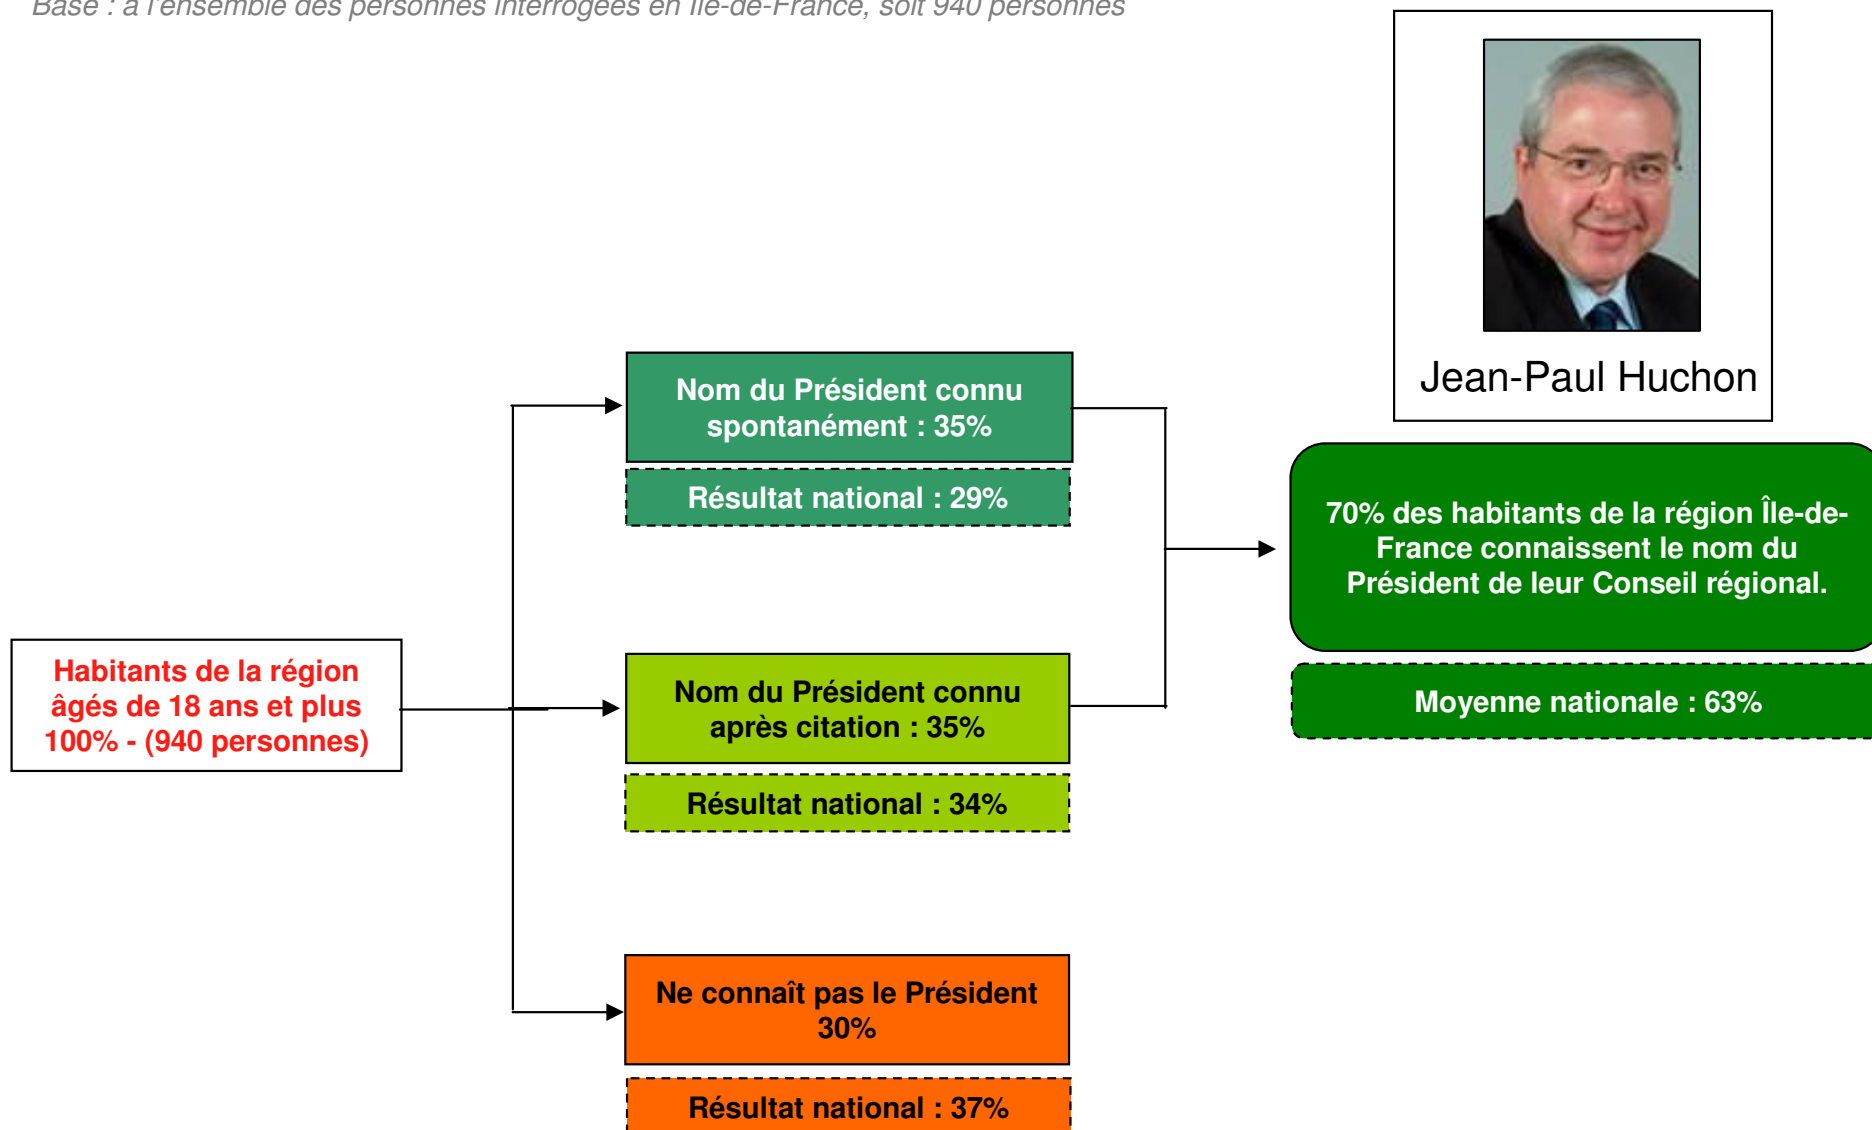 Base : à l'ensemble des personnes interrogées en Île-de-France, soit 940 personnes
Jean-Paul Huchon
Nom du Président connu
spontanément : 35%
Résultat national : 29%
70% des habitants de la région Île-de-
France connaissent le nom du
Président de leur Conseil régional.
Moyenne nationale : 63%
Habitants de la région
âgés de 18 ans et plus
100% - (940 personnes)
Nom du Président connu
après citation : 35%
Résultat national : 34%
Ne connaît pas le Président
30%
Résultat national : 37%